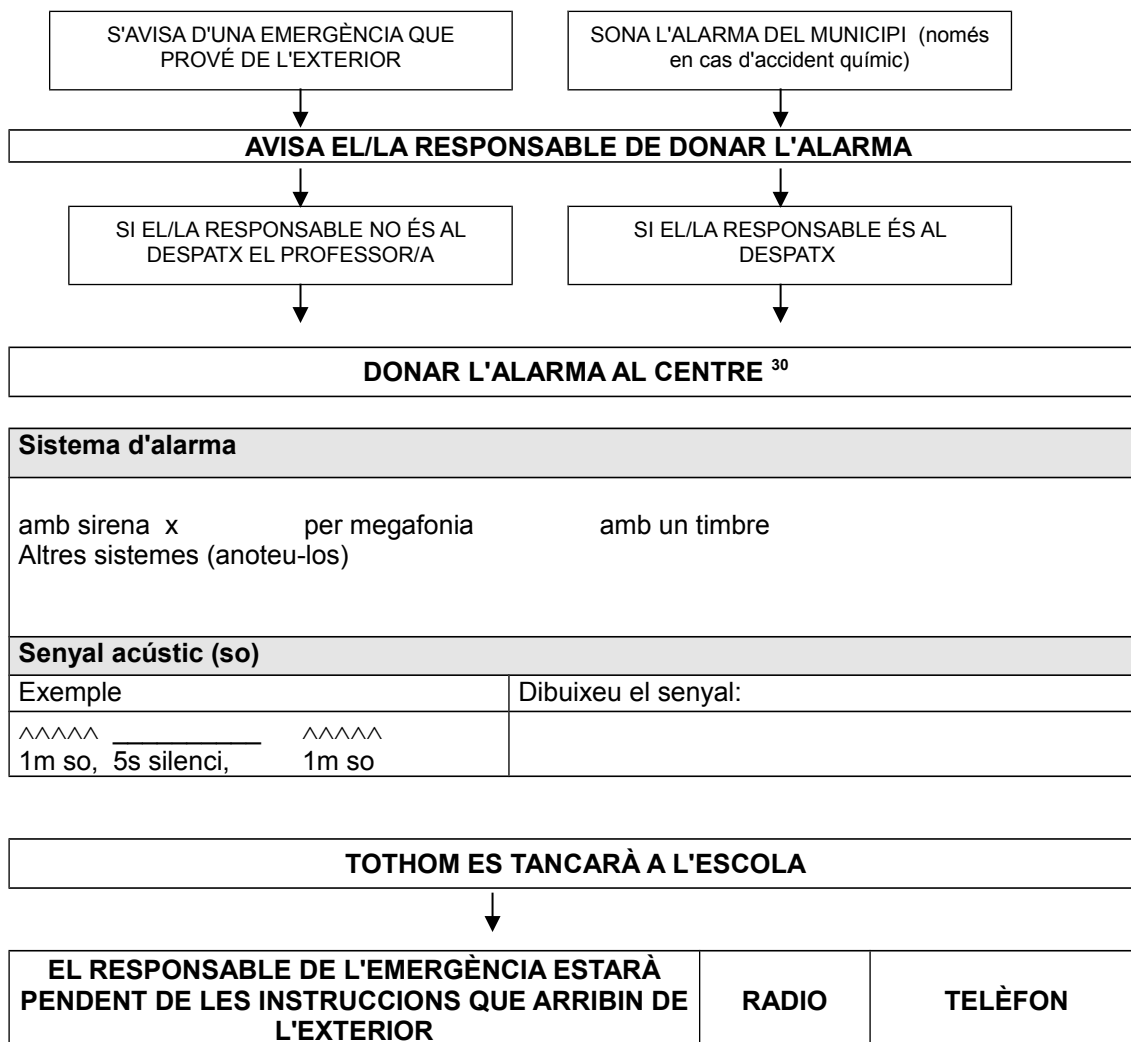 S'AVISA D'UNA EMERGÈNCIA QUE
PROVÉ DE L'EXTERIOR
SONA L'ALARMA DEL MUNICIPI (només
en cas d'accident químic)
AVISA EL/LA RESPONSABLE DE DONAR L'ALARMA
SI EL/LA RESPONSABLE NO ÉS AL
DESPATX EL PROFESSOR/A
SI EL/LA RESPONSABLE ÉS AL
DESPATX
DONAR L'ALARMA AL CENTRE 30
Sistema d'alarma
amb sirena x per megafonia amb un timbre
Altres sistemes (anoteu-los)
Senyal acústic (so)
Exemple
Dibuixeu el senyal:
^^^^^ ___________ ^^^^^
1m so, 5s silenci, 1m so
TOTHOM ES TANCARÀ A L'ESCOLA
EL RESPONSABLE DE L'EMERGÈNCIA ESTARÀ
PENDENT DE LES INSTRUCCIONS QUE ARRIBIN DE
L'EXTERIOR
RADIO
TELÈFON